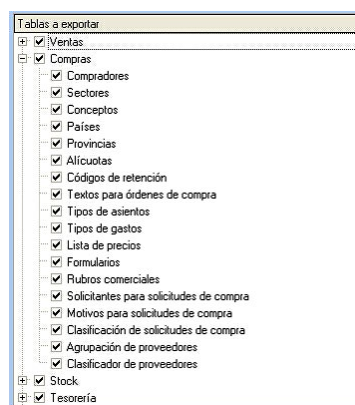 Tablas a exportar
Ventas
Compras
Compradores
Sectores
Conceptos
Países
Provincias
Alícuotas
Códigos de retención
Textos para órdenes de compra
Tipos de asientos
Tipos de gastos
Lista de precios
Formularios
Rubros comerciales
Solicitantes para solicitudes de compra
Motivos para solicitudes de compra
Clasificación de solicitudes de compra
Agrupación de proveedores
Clasificador de proveedores
Stock
Tesorería